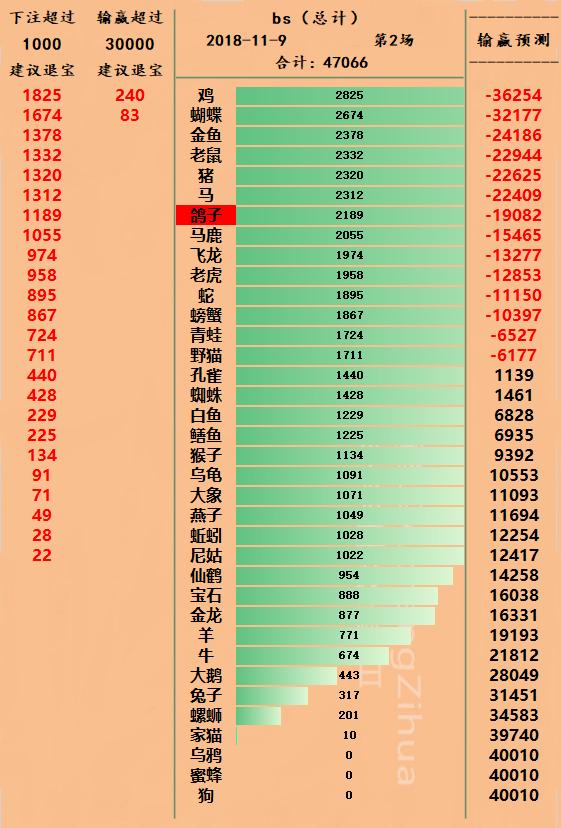 下注超过 输赢超过 bs（总计） ----------
1000 30000 2018-11-9 第2场 输赢预测
建议退宝 建议退宝 合计：47066 ----------
1825 240 鸡 2825 -36254
1674 83 蝴蝶 2674 -32177
1378 金鱼 2378 -24186
1332 老鼠 2332 -22944
1320 猪 2320 -22625
1312 马 2312 -22409
1189 鸽子 2189 -19082
1055 马鹿 2055 -15465
974 飞龙 1974 -13277
958 老虎 1958 -12853
895 蛇 1895 -11150
867 螃蟹 1867 -10397
724 青蛙 1724 -6527
711 野猫 1711 -6177
440 孔雀 1440 1139
428 蜘蛛 1428 1461
229 白鱼 1229 6828
225 鳝鱼 1225 6935
134 猴子 1134 9392
91 乌龟 1091 10553
71 大象 1071 11093
49 燕子 1049 11694
28 蚯蚓 1028 12254
22 尼姑 1022 12417
仙鹤 954 14258
宝石 888 16038
金龙 877 16331
羊 771 19193
牛 674 21812
大鹅 443 28049
兔子 317 31451
螺蛳 201 34583
家猫 10 39740
乌鸦 0 40010
蜜蜂 0 40010
狗 0 40010